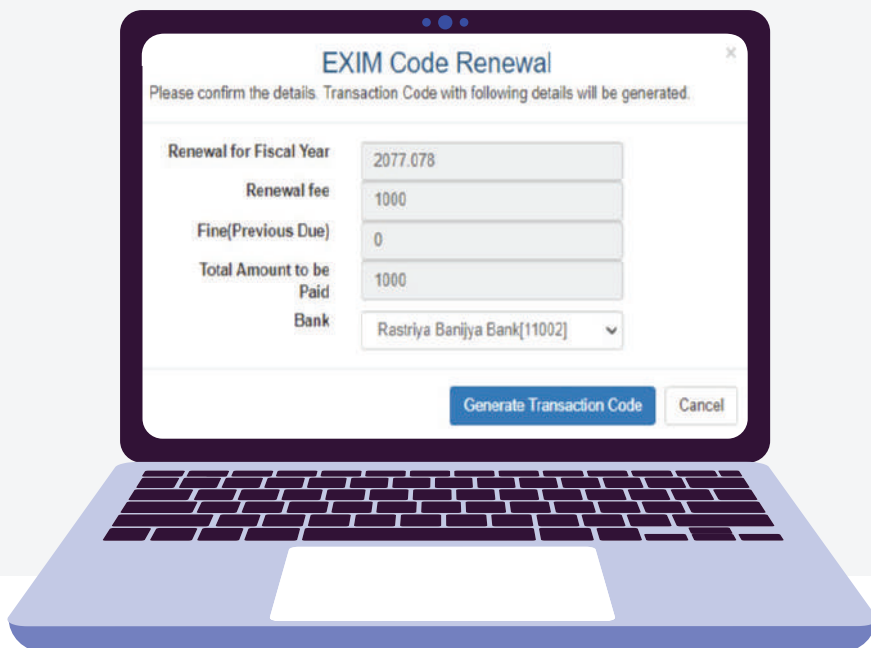 EXIM Code Renewal
×
Please confirm the details. Transaction Code with following details will be generated.
Renewal for Fiscal Year 2077.078
Renewal fee 1000
Fine(Previous Due) 0
Total Amount to be
Paid 1000
Bank Rastriya Banijya Bank[11002]
Generate Transaction Code Cancel